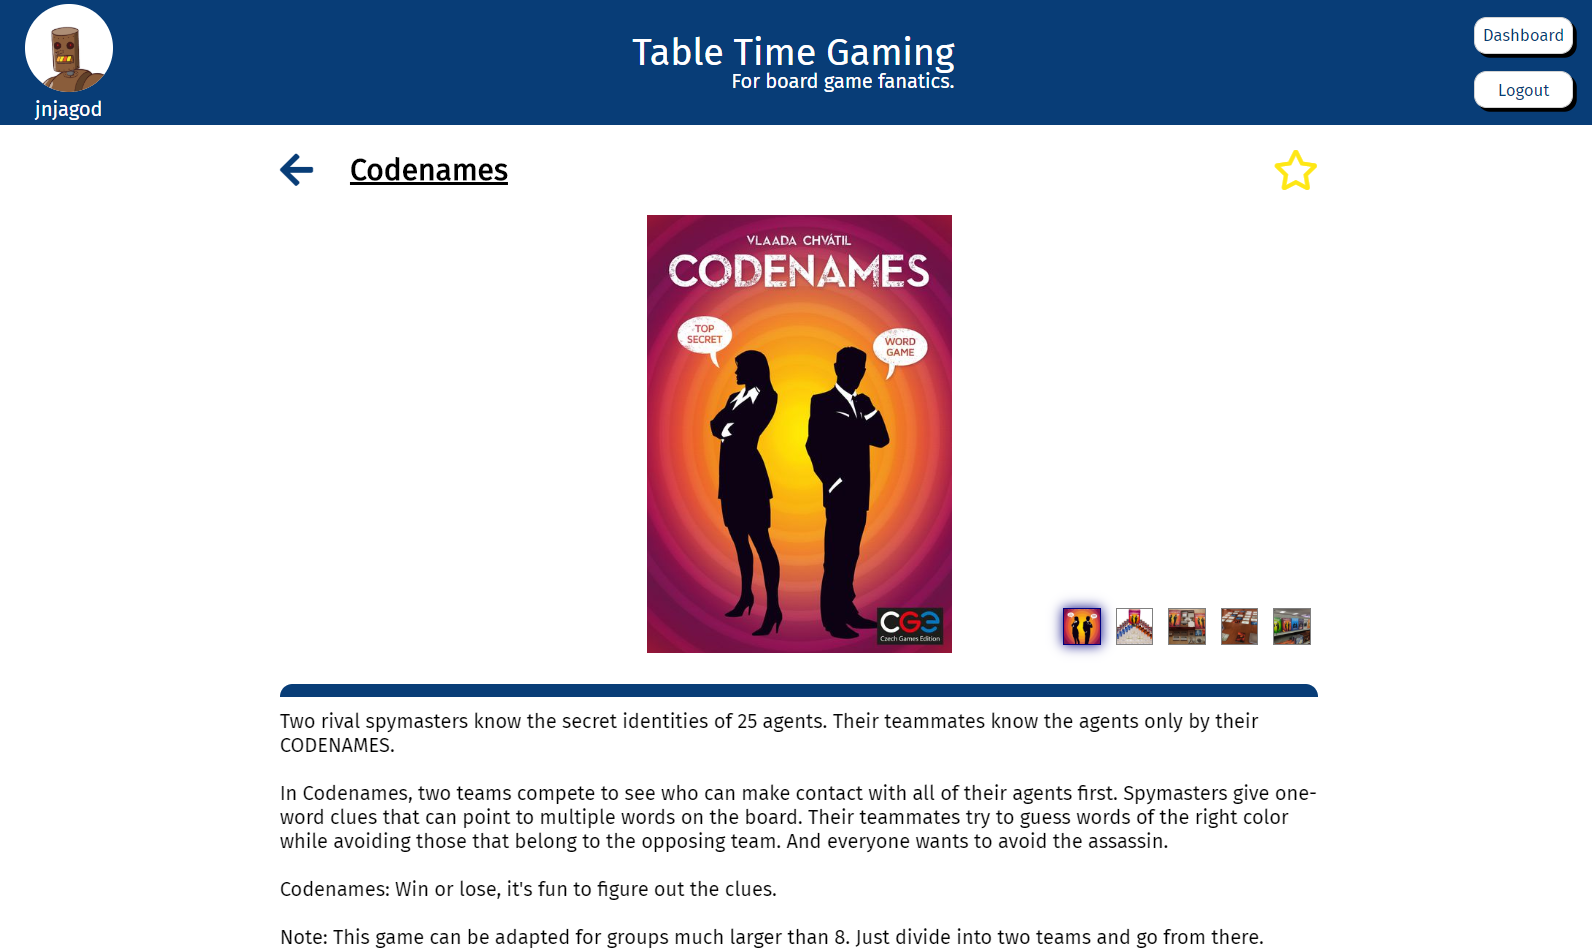 Table Time Gaming
For board game fanatics.
jnjagod
Dashboard
Logout
Codenames
VLAADA CHVÁTIL
CODENAMES
TOP
SECRET
WORD
GAME
CGE
Czech Games Edition
Two rival spymasters know the secret identities of 25 agents. Their teammates know the agents only by their
CODENAMES.
In Codenames, two teams compete to see who can make contact with all of their agents first. Spymasters give one-
word clues that can point to multiple words on the board. Their teammates try to guess words of the right color
while avoiding those that belong to the opposing team. And everyone wants to avoid the assassin.
Codenames: Win or lose, it's fun to figure out the clues.
Note: This game can be adapted for groups much larger than 8. Just divide into two teams and go from there.